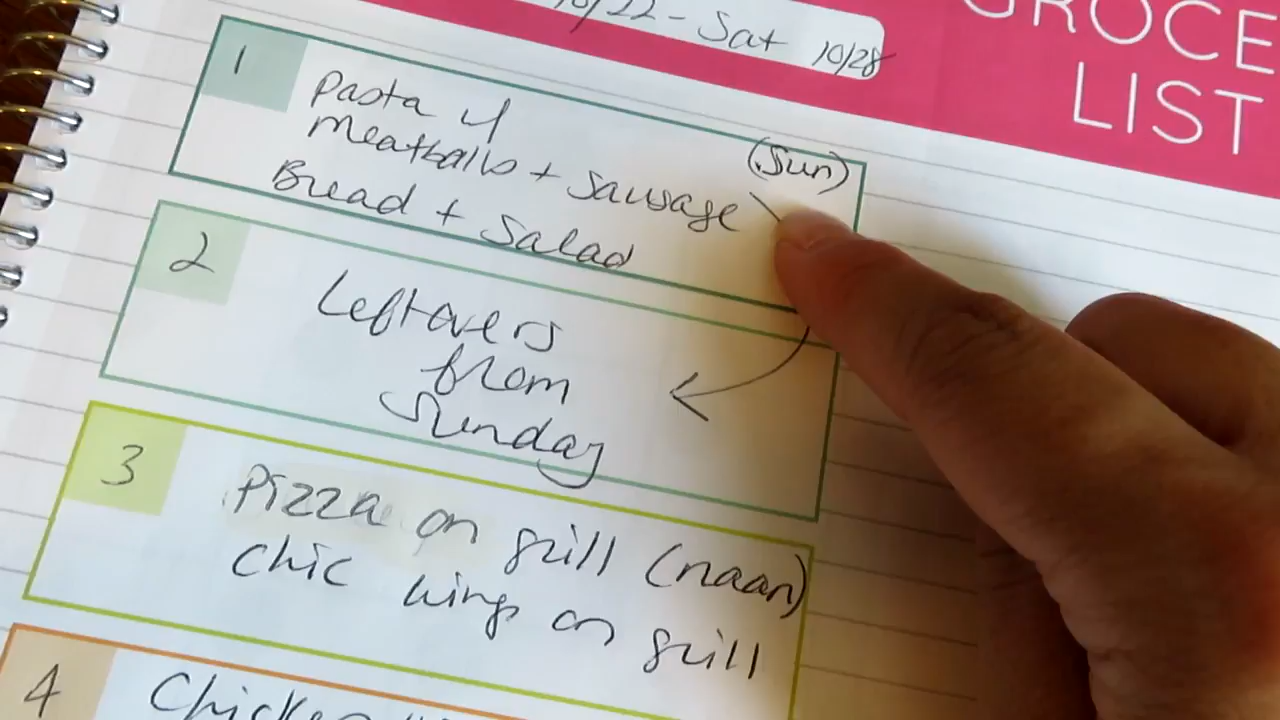 10/22 - Sat 10/28
GROCE
LIST
1
Pasta w/
Meatballs + Sausage
(Sun)
Bread + Salad
2
Leftovers
from
Sunday
3
Pizza on grill (naan)
Chic wings on grill
4